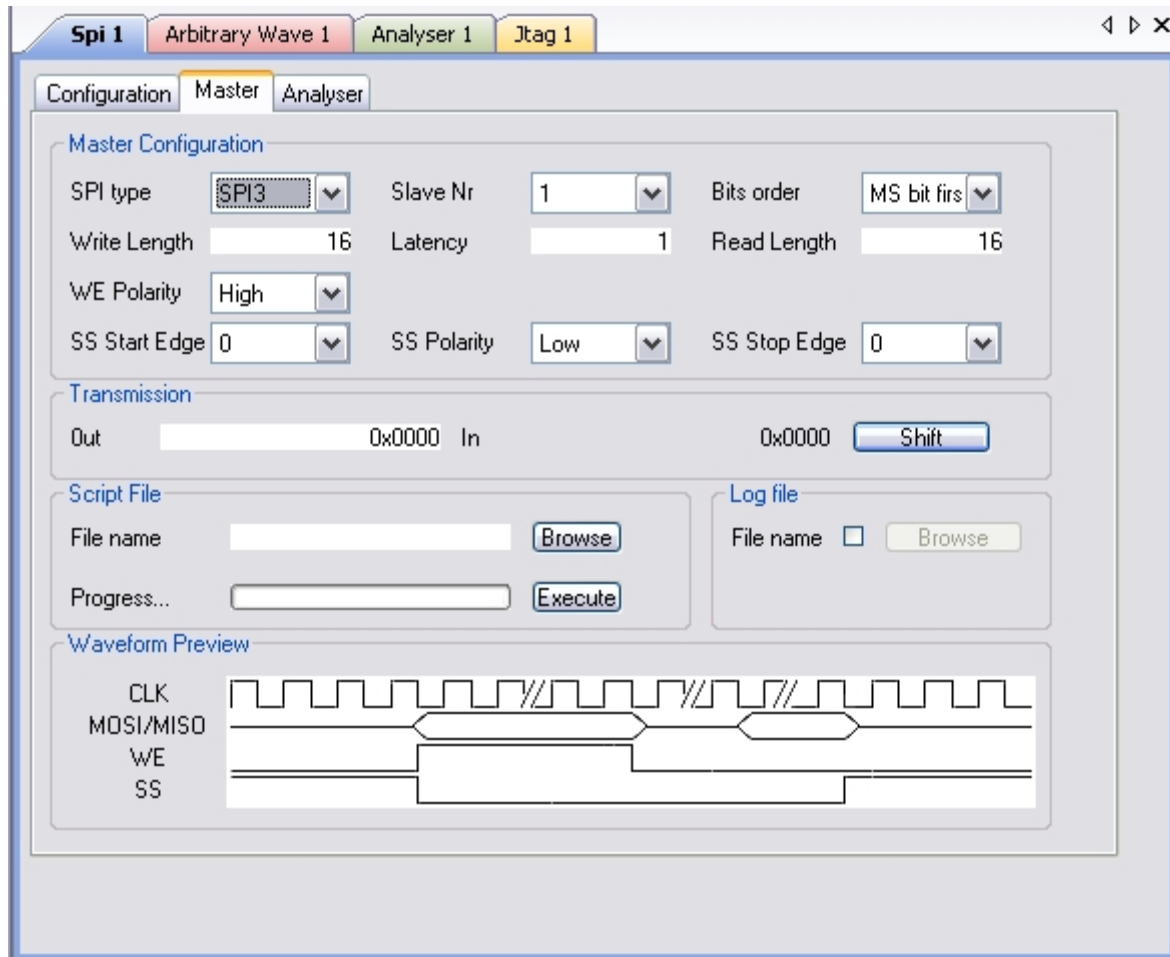 Spi 1 Arbitrary Wave 1 Analyser 1 Jtag 1
Configuration Master Analyser
Master Configuration
SPI type SPI3 Slave Nr 1 Bits order MS bit firs
Write Length 16 Latency 1 Read Length 16
WE Polarity High
SS Start Edge 0 SS Polarity Low SS Stop Edge 0
Transmission
Out 0x0000 In 0x0000 Shift
Script File Log file
File name Browse File name Browse
Progress... Execute
Waveform Preview
CLK
MOSI/MISO
WE
SS